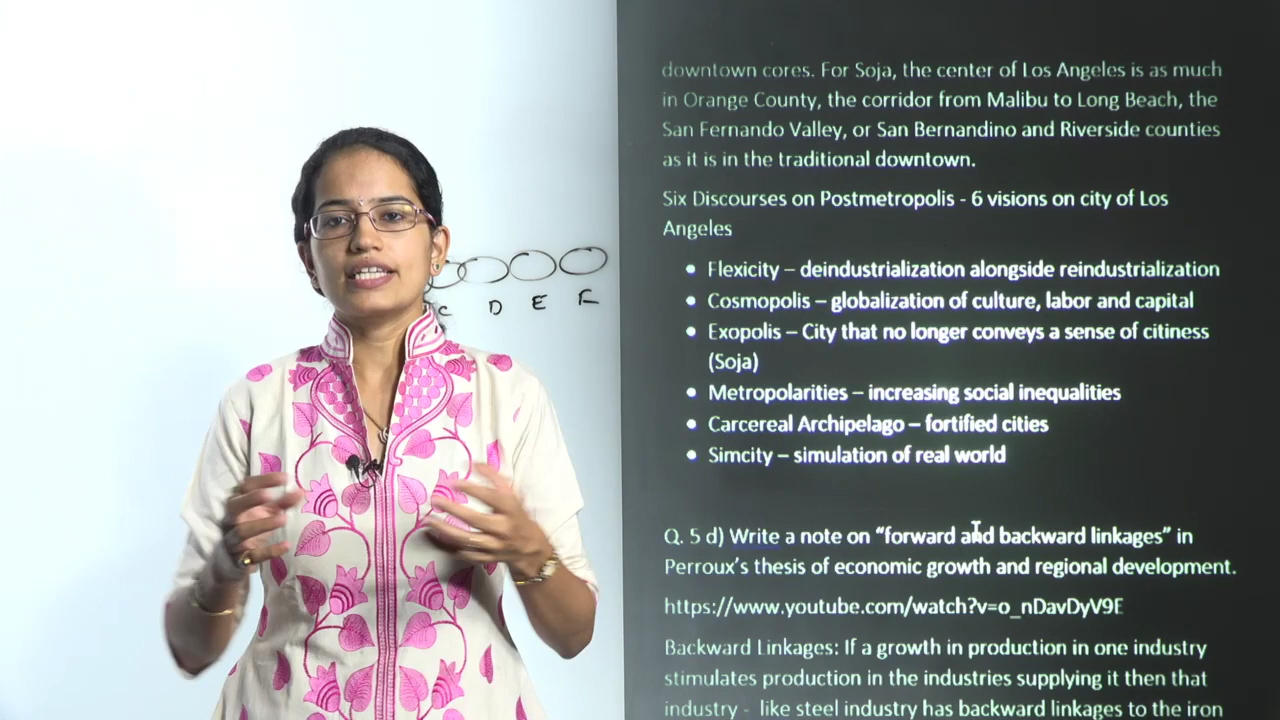 C D E F
downtown cores. For Soja, the center of Los Angeles is as much
in Orange County, the corridor from Malibu to Long Beach, the
San Fernando Valley, or San Bernandino and Riverside counties
as it is in the traditional downtown.
Six Discourses on Postmetropolis - 6 visions on city of Los
Angeles
• Flexicity – deindustrialization alongside reindustrialization
• Cosmopolis – globalization of culture, labor and capital
• Exopolis – City that no longer conveys a sense of citiness
(Soja)
• Metropolarities – increasing social inequalities
• Carcereal Archipelago – fortified cities
• Simcity – simulation of real world
Q. 5 d) Write a note on “forward and backward linkages” in
Perroux’s thesis of economic growth and regional development.
https://www.youtube.com/watch?v=o_nDavDyV9E
Backward Linkages: If a growth in production in one industry
stimulates production in the industries supplying it then that
industry - like steel industry has backward linkages to the iron